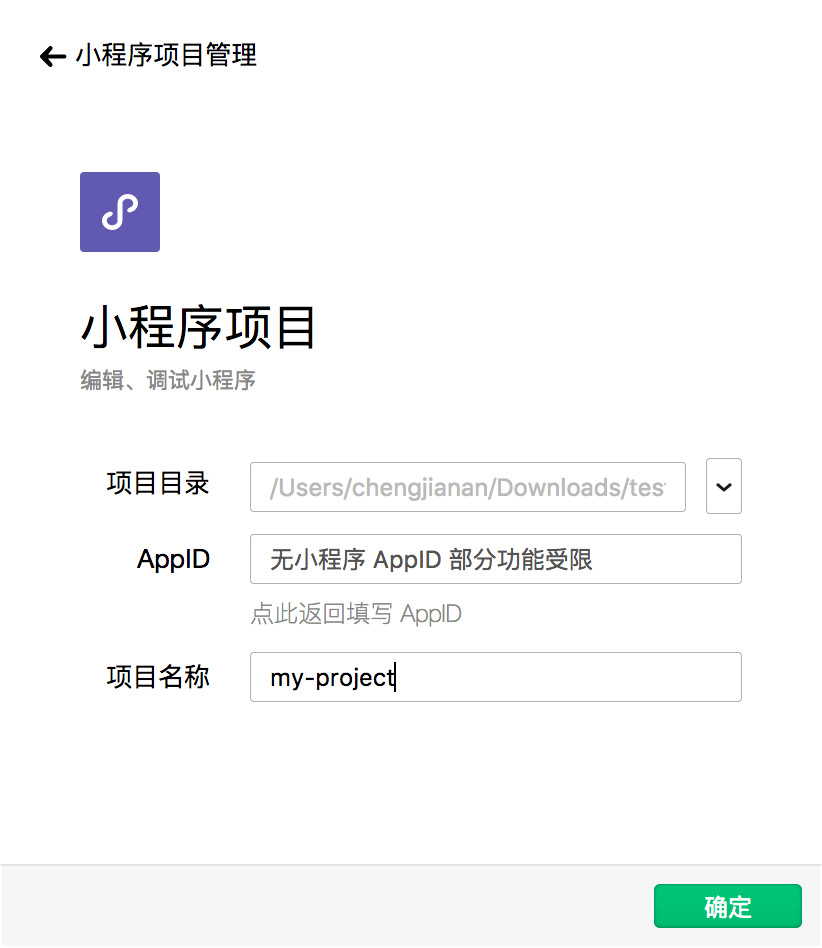 小程序项目管理
小程序项目
编辑、调试小程序
项目目录 /Users/chengjianan/Downloads/tes
AppID 无小程序 AppID 部分功能受限
点此返回填写 AppID
项目名称 my-project
确定